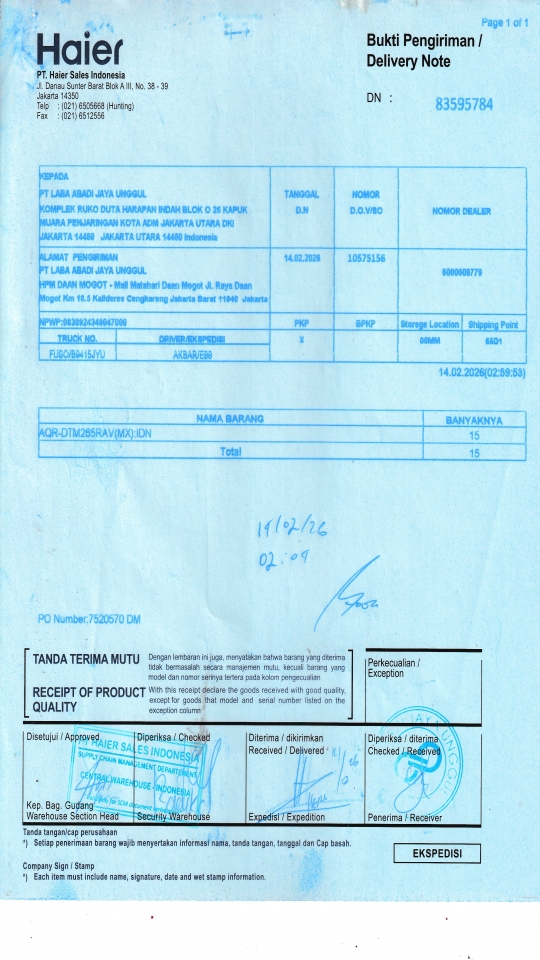 Page 1 of 1
Haier
Bukti Pengiriman /
Delivery Note
PT. Haier Sales Indonesia
Jl. Danau Sunter Barat Blok A III, No. 38 - 39
Jakarta 14350
Telp : (021) 6505668 (Hunting)
Fax : (021) 6512556
DN : 83595784
KEPADA
PT LABA ABADI JAYA UNGGUL
KOMPLEK RUKO DUTA HARAPAN INDAH BLOK O 26 KAPUK
MUARA PENJARINGAN KOTA ADM JAKARTA UTARA DKI
JAKARTA 14460 JAKARTA UTARA 14460 Indonesia
TANGGAL
D.N
NOMOR
D.O.V/SO
NOMOR DEALER
ALAMAT PENGIRIMAN
PT LABA ABADI JAYA UNGGUL
HPM DAAN MOGOT - Mall Matahari Daan Mogot Jl. Raya Daan
Mogot Km 16.5 Kalideres Cengkareng Jakarta Barat 11840 Jakarta
14.02.2026
10575156
6000609779
NPWP:0838924348047000
PKP
BPKP
Storege Location
Shipping Point
TRUCK NO.
DRIVER/EKSPEDISI
X
FUSO/B9415JYU
14.02.2026(02:59:53)
NAMA BARANG
BANYAKNYA
AQR-DTM265RAV(MX):IDN
15
Total
15
02:09
PO Number:7520570 DM
TANDA TERIMA MUTU
Dengan lembaran ini juga, menyatakan bahwa barang yang diterima
tidak bermasalah secara manajemen mutu, kecuali barang yang
model dan nomor serinya tertera pada kolom pengecualian
RECEIPT OF PRODUCT
QUALITY
With this receipt declare the goods received with good quality,
except for goods that model and serial number listed on the
exception column
Perkecualian /
Exception
Disetujui / Approved
Diperiksa / Checked
Diterima / dikirimkan
Received / Delivered
Diperiksa / diterima
Checked / Received
PT HAIER SALES INDONESIA
SUPPLY CHAIN MANAGEMENT DEPARTEMENT
CENTRAL WAREHOUSE - INDONESIA
Kep. Bag. Gudang
Warehouse Section Head
Security Warehouse
Expedisi / Expedition
Penerima / Receiver
Tanda tangan/cap perusahaan
*) Setiap penerimaan barang wajib menyertakan informasi nama, tanda tangan, tanggal dan Cap basah.
EKSPEDISI
Company Sign / Stamp
*) Each item must include name, signature, date and wet stamp information.